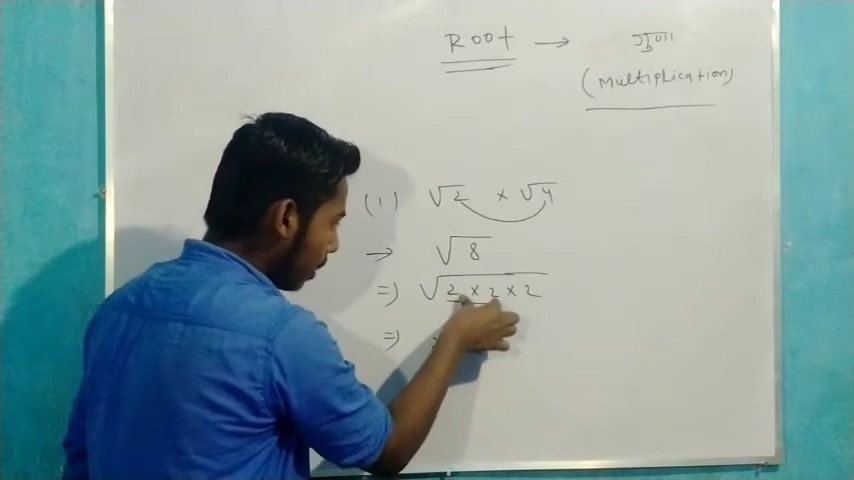 Root → गुणा
(Multiplication)
(1) √2 × √4
→ √8
=) √2 × 2 × 2
=)